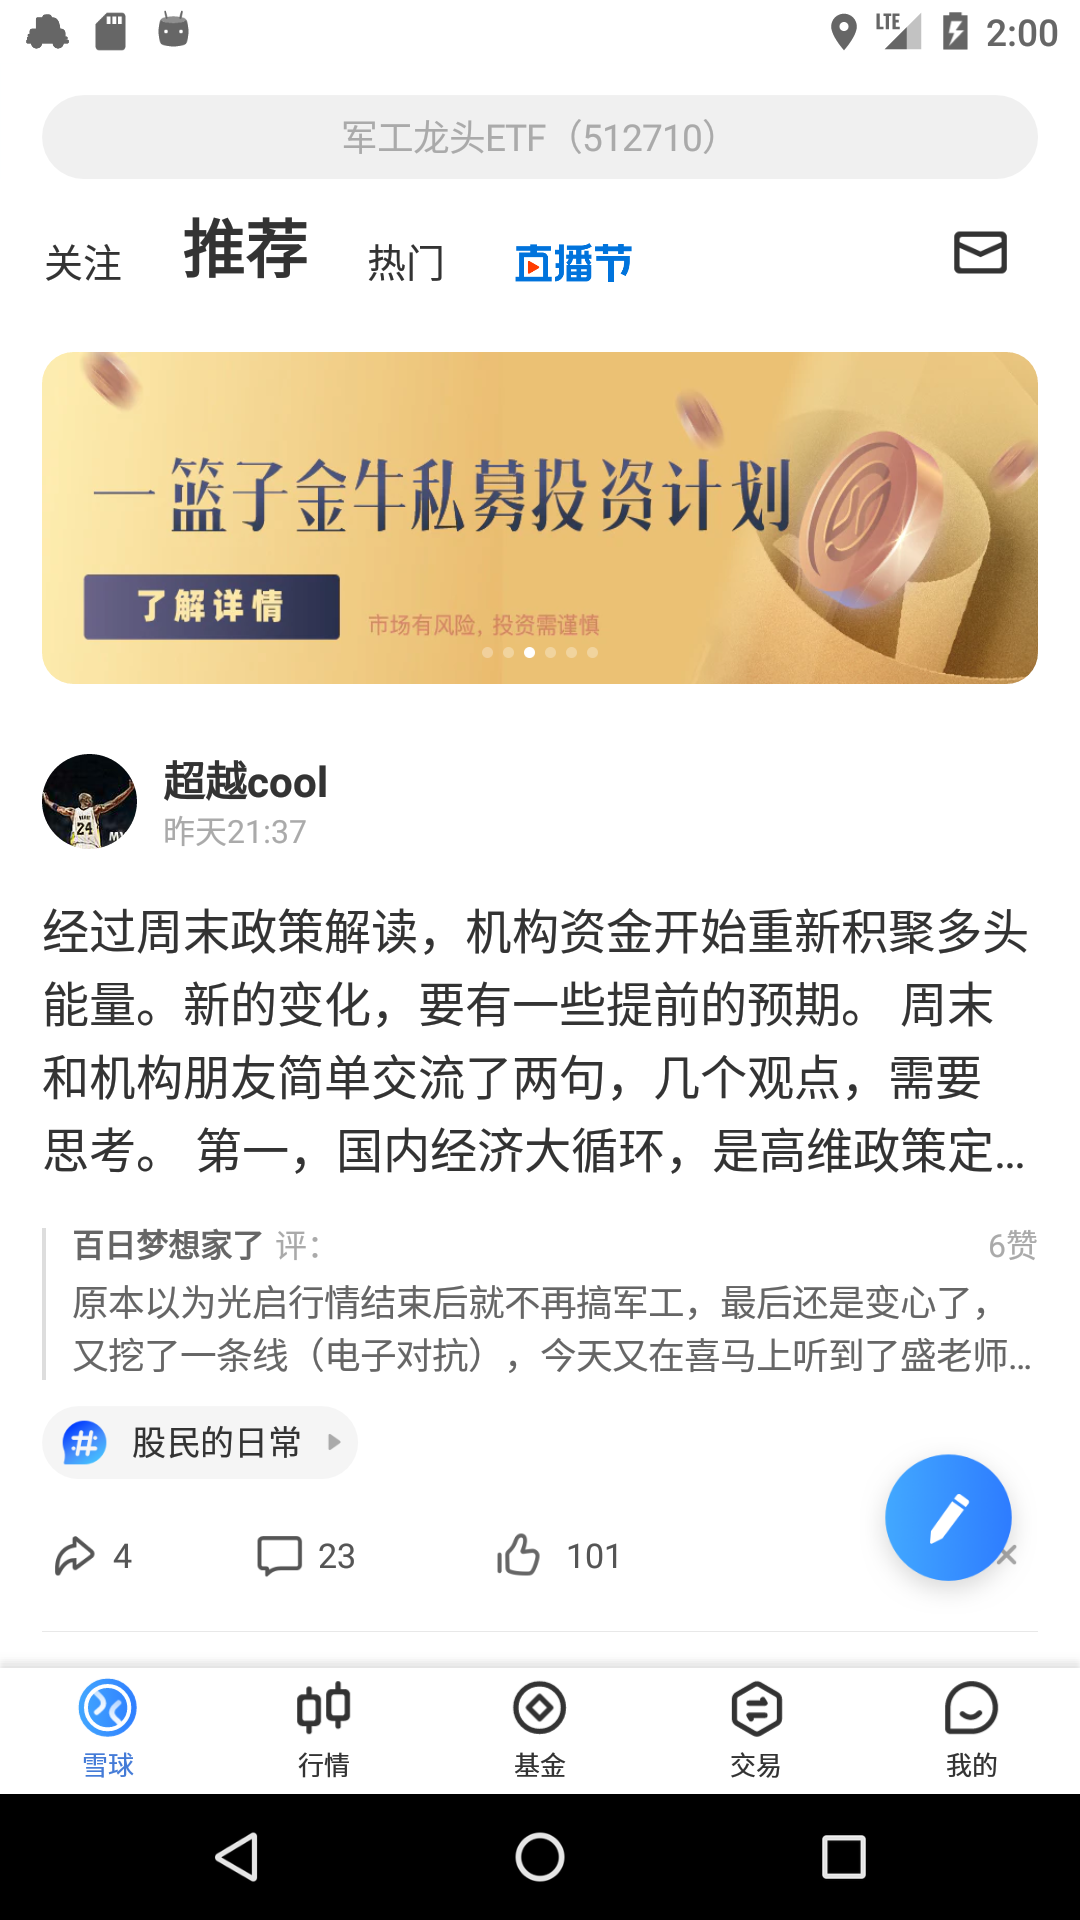 LTE 2:00
军工龙头ETF（512710）
关注 推荐 热门 直播节
一篮子金牛私募投资计划
了解详情
市场有风险，投资需谨慎
超越cool
昨天21:37
24
经过周末政策解读，机构资金开始重新积聚多头
能量。新的变化，要有一些提前的预期。 周末
和机构朋友简单交流了两句，几个观点，需要
思考。 第一，国内经济大循环，是高维政策定...
百日梦想家了 评： 6赞
原本以为光启行情结束后就不再搞军工，最后还是变心了，
又挖了一条线（电子对抗），今天又在喜马上听到了盛老师...
# 股民的日常
4 23 101
雪球 行情 基金 交易 我的